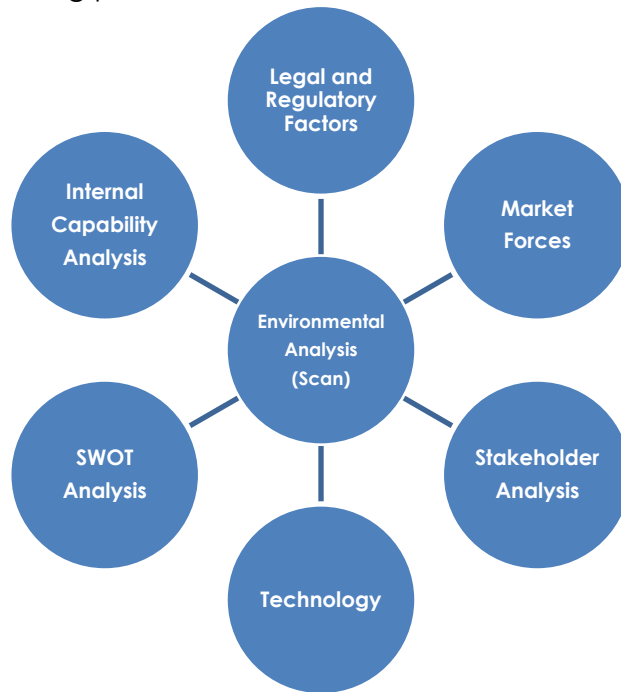 Legal and
Regulatory
Factors
Internal
Capability
Analysis
Market
Forces
Environmental
Analysis
(Scan)
SWOT
Analysis
Stakeholder
Analysis
Technology